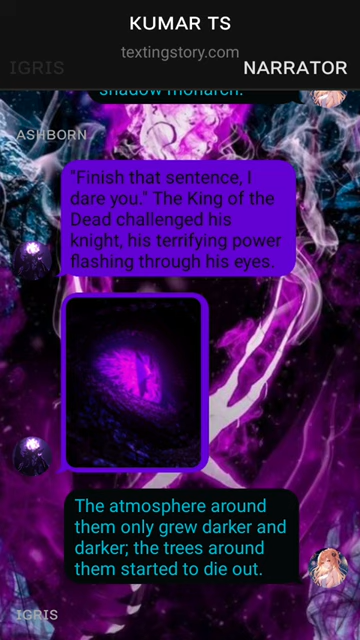 KUMAR TS
textingstory.com
IGRIS
NARRATOR
shadow monarch.
ASHBORN
"Finish that sentence, I
dare you." The King of the
Dead challenged his
knight, his terrifying power
flashing through his eyes.
The atmosphere around
them only grew darker and
darker; the trees around
them started to die out.
IGRIS